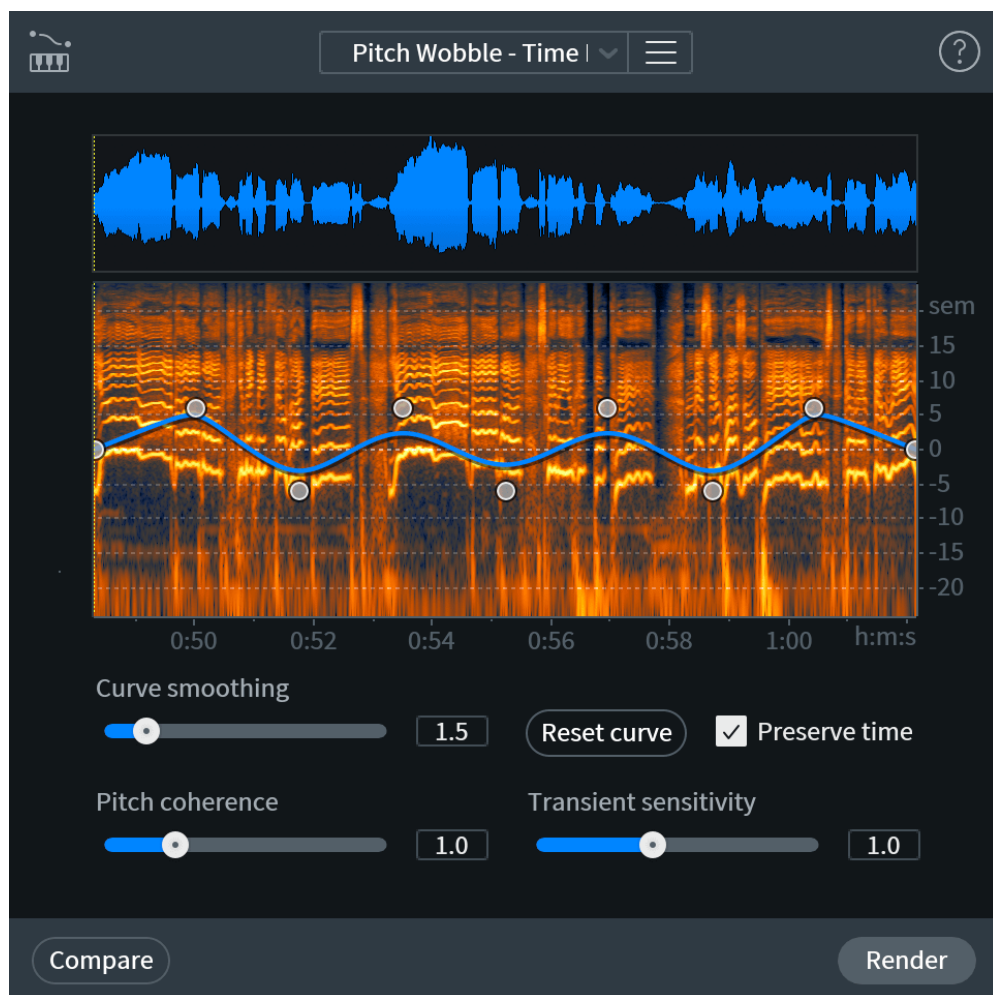 Pitch Wobble - Time
?
sem
15
10
5
0
-5
-10
-15
-20
0:50 0:52 0:54 0:56 0:58 1:00 h:m:s
Curve smoothing
1.5 Reset curve Preserve time
Pitch coherence Transient sensitivity
1.0 1.0
Compare Render